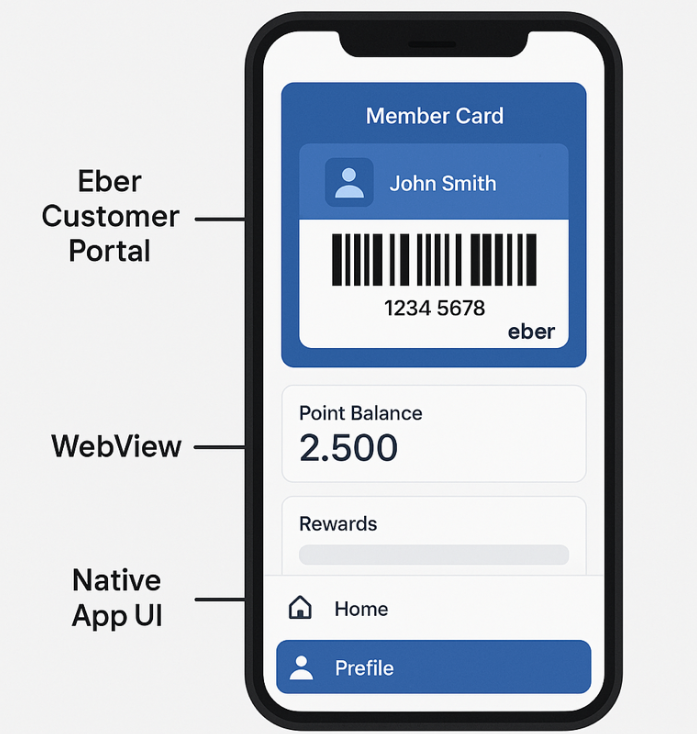 Member Card
John Smith
1234 5678
eber
Eber
Customer
Portal
Point Balance
2.500
WebView
Rewards
Native
App UI
Home
Prefile